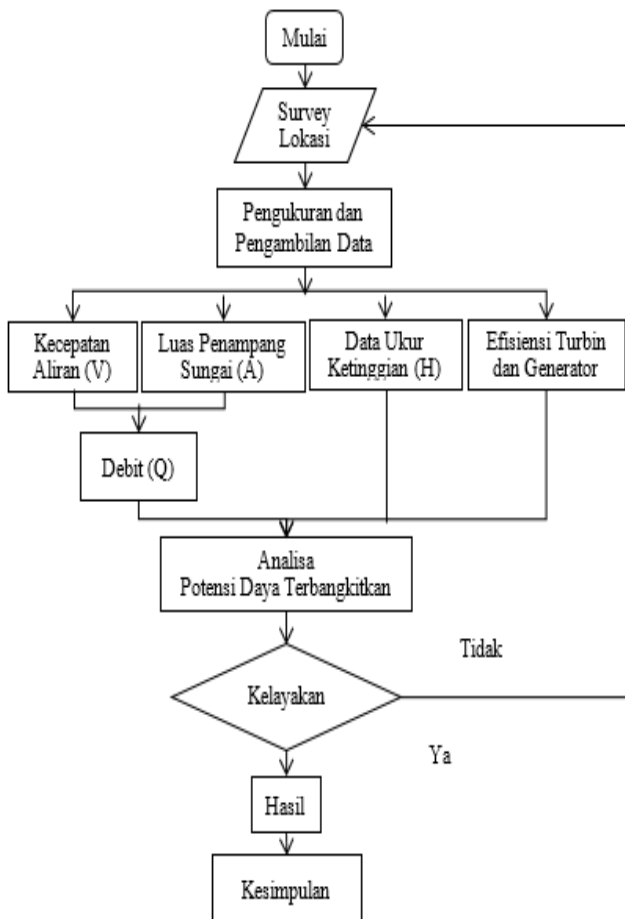 Mulai
Survey
Lokasi
Pengukuran dan
Pengambilan Data
Kecepatan
Aliran (V)
Luas Penampang
Sungai (A)
Data Ukur
Ketinggian (H)
Efisiensi Turbin
dan Generator
Debit (Q)
Analisa
Potensi Daya Terbangkitkan
Tidak
Kelayakan
Ya
Hasil
Kesimpulan